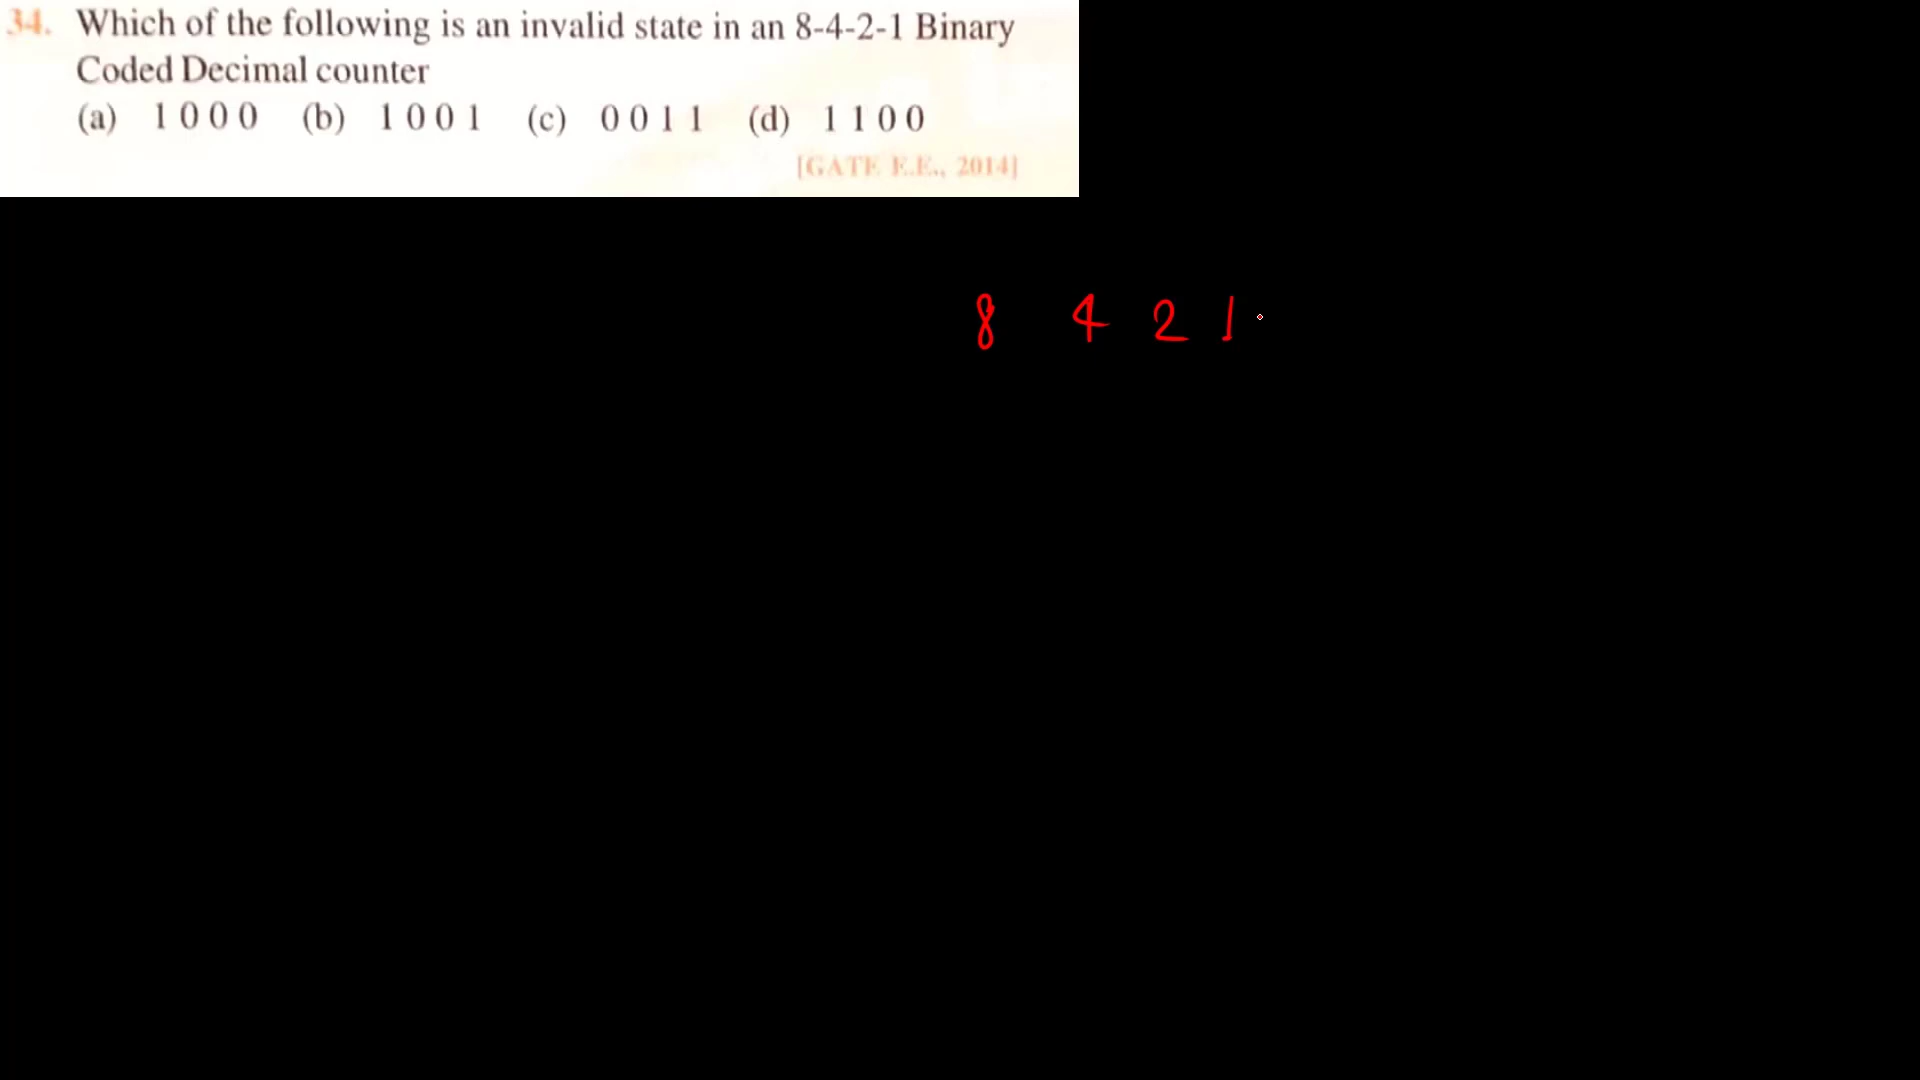 34. Which of the following is an invalid state in an 8-4-2-1 Binary
Coded Decimal counter
(a) 1 0 0 0 (b) 1 0 0 1 (c) 0 0 1 1 (d) 1 1 0 0
[GATE E.E., 2014]
8 4 2 1